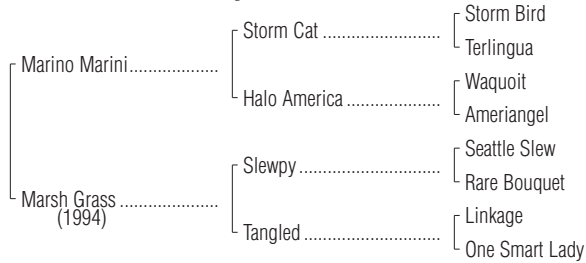 Storm Bird
Storm Cat ........................
Terlingua
Marino Marini..................
Waquoit
Halo America ...................
Ameriangel
Seattle Slew
Slewpy .............................
Rare Bouquet
Marsh Grass ....................
(1994)
Linkage
Tangled ............................
One Smart Lady